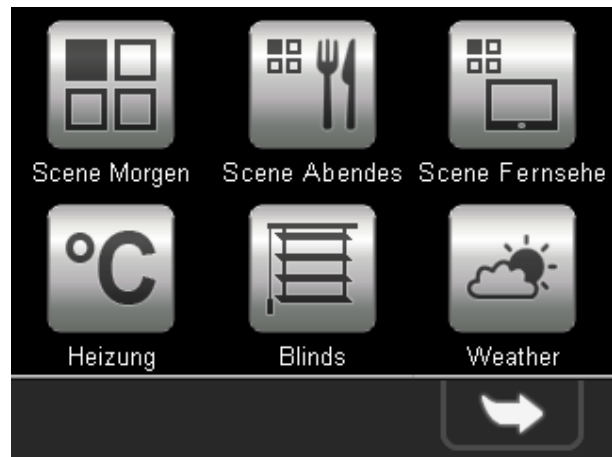 Scene Morgen Scene Abendes Scene Fernsehe
°C
Heizung Blinds Weather